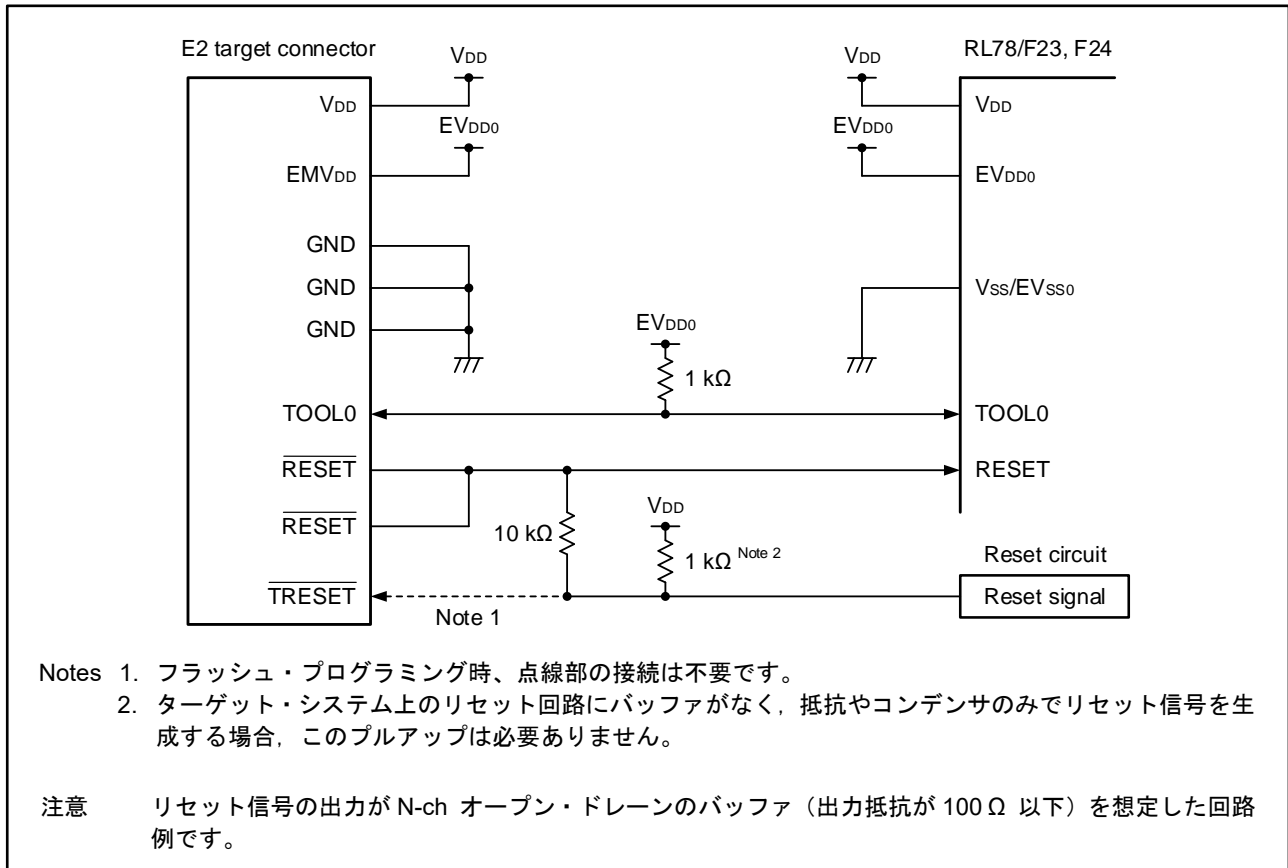 E2 target connector
VDD
VDD
RL78/F23, F24
VDD
VDD
EVDD0
EVDD0
EMVDD
EVDD0
GND
GND
VSS/EVSS0
GND
EVDD0
1 kΩ
TOOL0
TOOL0
RESET
RESET
RESET
10 kΩ
VDD
1 kΩ Note 2
Reset circuit
TRESET
Note 1
Reset signal
Notes 1. フラッシュ・プログラミング時、点線部の接続は不要です。
2. ターゲット・システム上のリセット回路にバッファがなく，抵抗やコンデンサのみでリセット信号を生
成する場合，このプルアップは必要ありません。
注意 リセット信号の出力が N-ch オープン・ドレーンのバッファ（出力抵抗が 100 Ω 以下）を想定した回路
例です。